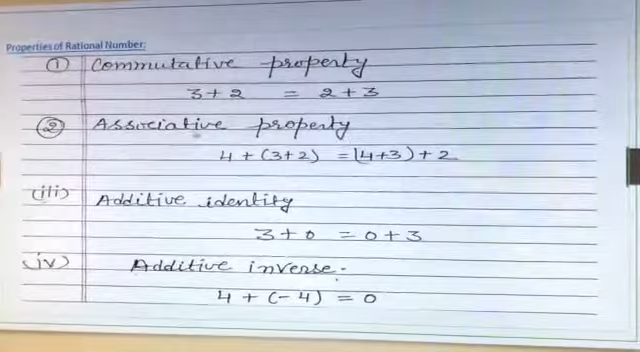 Properties of Rational Number:
① Commutative property
3+2 = 2+3
② Associative property
4+(3+2) = (4+3)+2
(iii) Additive identity
3+0 = 0+3
(iv) Additive inverse.
4+(-4) = 0